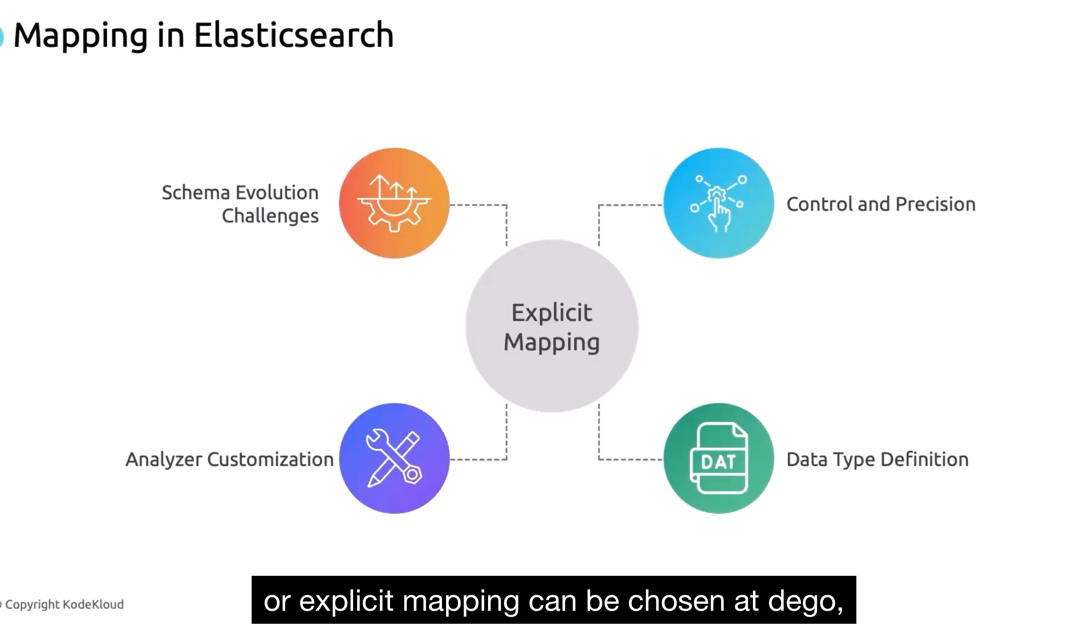 Mapping in Elasticsearch
Schema Evolution
Challenges
Control and Precision
Explicit
Mapping
Analyzer Customization
DAT
Data Type Definition
© Copyright KodeKloud
or explicit mapping can be chosen at dego,